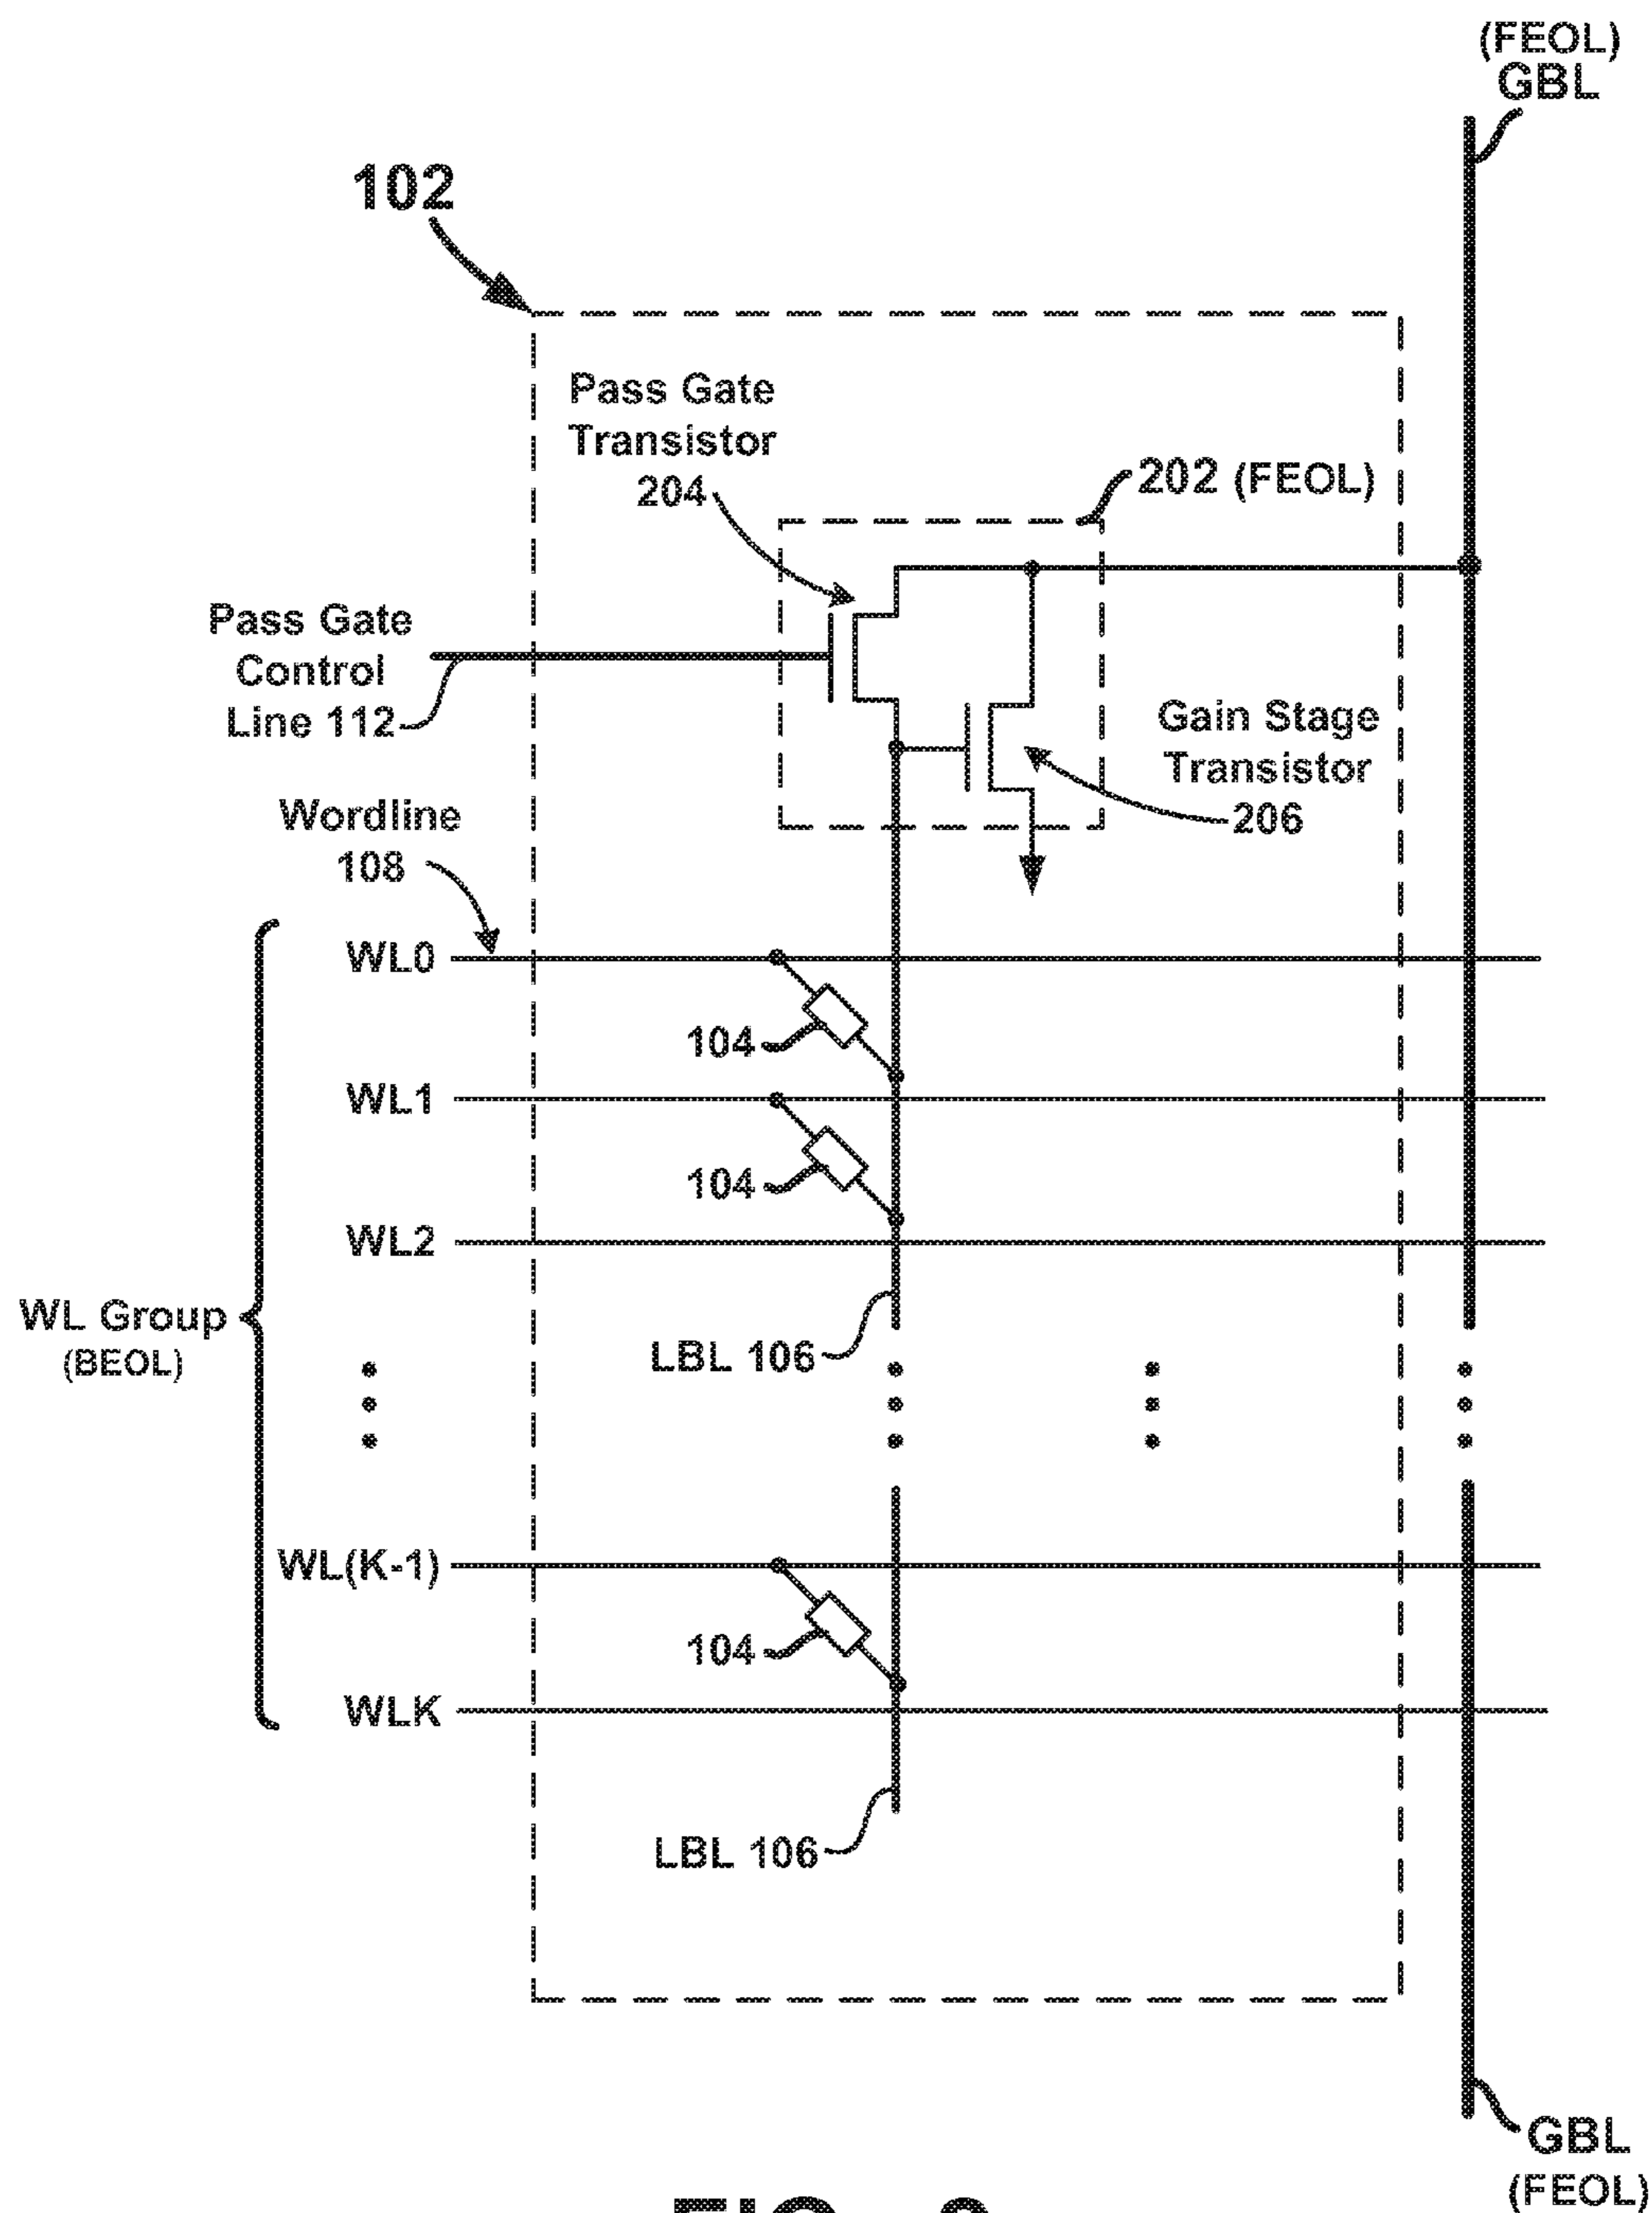 (FEOL)
GBL
102
Pass Gate
Transistor
204
202 (FEOL)
Pass Gate
Control
Line 112
Gain Stage
Transistor
206
Wordline
108
WL0
104
WL1
104
WL2
WL Group
(BEOL)
LBL 106
WL(K-1)
104
WLK
LBL 106
GBL
(FEOL)